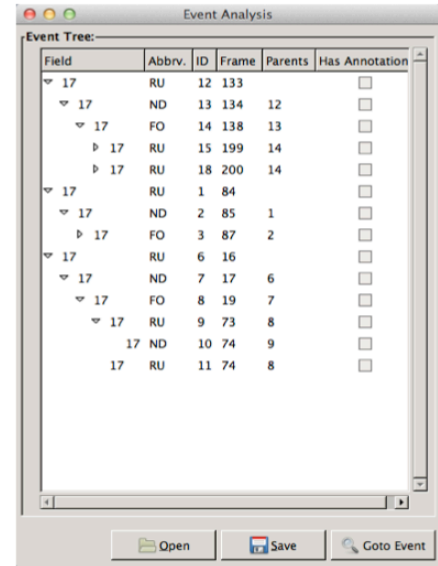 Event Analysis
Event Tree:
Field Abbrv. ID Frame Parents Has Annotation
17 RU 12 133
17 ND 13 134 12
17 FO 14 138 13
17 RU 15 199 14
17 RU 18 200 14
17 RU 1 84
17 ND 2 85 1
17 FO 3 87 2
17 RU 6 16
17 ND 7 17 6
17 FO 8 19 7
17 RU 9 73 8
17 ND 10 74 9
17 RU 11 74 8
Open Save Goto Event